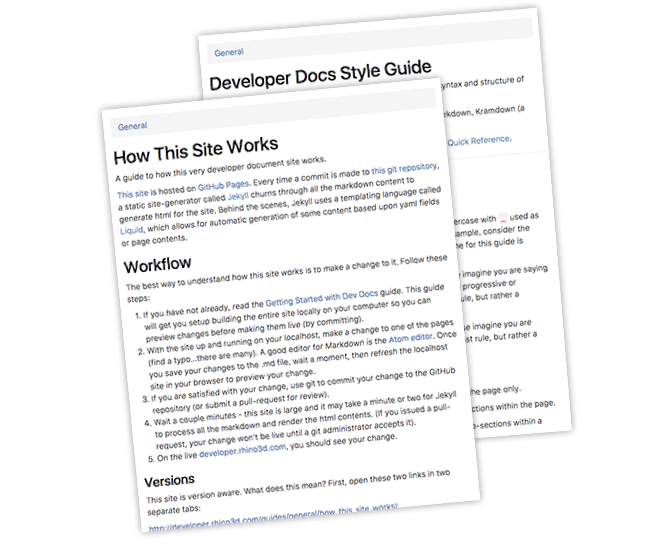 General
Developer Docs Style Guide
syntax and structure of
rkdown, Kramdown (a
Quick Reference.
ercase with _ used as
ample, consider the
ne for this guide is
e imagine you are saying
progressive or
ule, but rather a
se imagine you are
st rule, but rather a
the page only.
ctions within the page.
o-sections within a
General
How This Site Works
A guide to how this very developer document site works.
This site is hosted on GitHub Pages. Every time a commit is made to this git repository,
a static site-generator called Jekyll churns through all the markdown content to
generate html for the site. Behind the scenes, Jekyll uses a templating language called
Liquid, which allows for automatic generation of some content based upon yaml fields
or page contents.
Workflow
The best way to understand how this site works is to make a change to it. Follow these
steps:
1. If you have not already, read the Getting Started with Dev Docs guide. This guide
will get you setup building the entire site locally on your computer so you can
preview changes before making them live (by committing).
2. With the site up and running on your localhost, make a change to one of the pages
(find a typo...there are many). A good editor for Markdown is the Atom editor. Once
you save your changes to the .md file, wait a moment, then refresh the localhost
site in your browser to preview your change.
3. If you are satisfied with your change, use git to commit your change to the GitHub
repository (or submit a pull-request for review).
4. Wait a couple minutes - this site is large and it may take a minute or two for Jekyll
to process all the markdown and render the html contents. (If you issued a pull-
request, your change won't be live until a git administrator accepts it).
5. On the live developer.rhino3d.com, you should see your change.
Versions
This site is version aware. What does this mean? First, open these two links in two
separate tabs:
http://developer.rhino3d.com/guides/general/how_this_site_works/